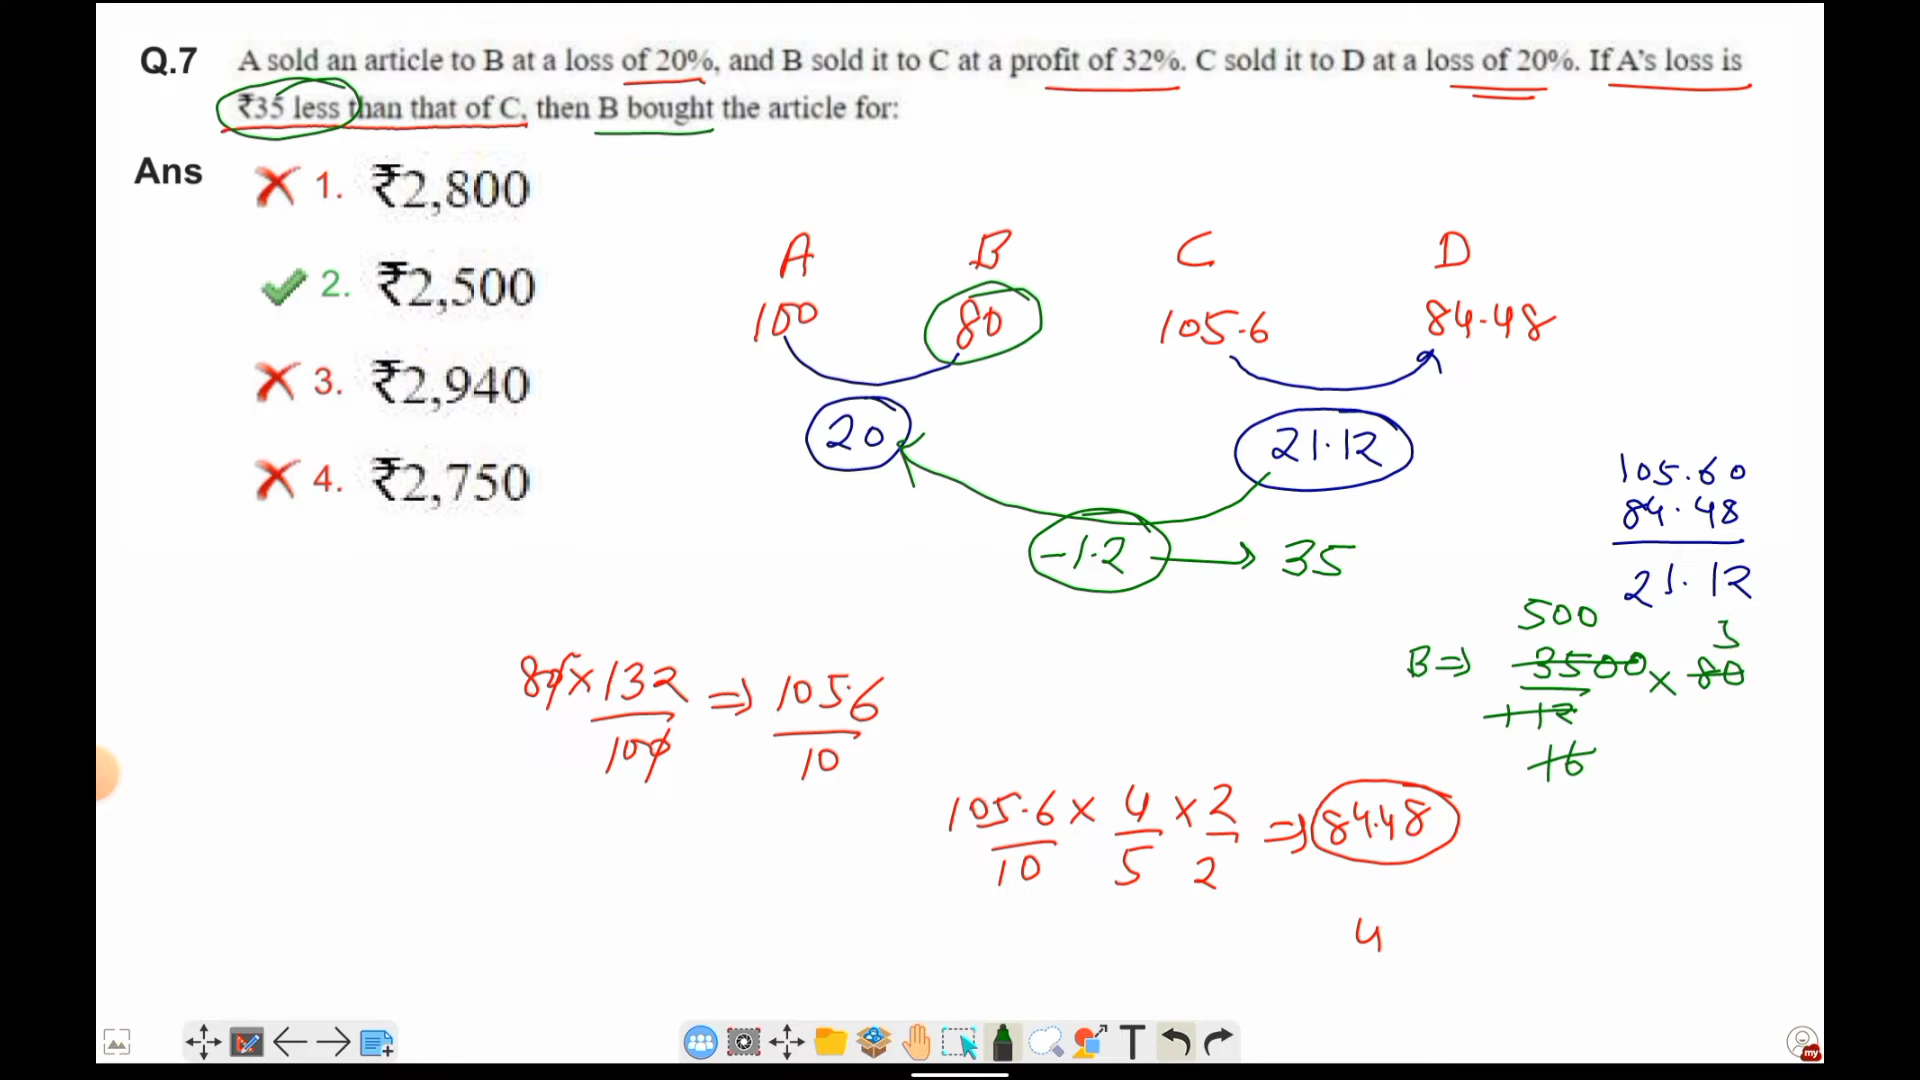 Q.7 A sold an article to B at a loss of 20%, and B sold it to C at a profit of 32%. C sold it to D at a loss of 20%. If A's loss is
₹35 less than that of C, then B bought the article for:
Ans
1. ₹2,800
2. ₹2,500
3. ₹2,940
4. ₹2,750
A B C D
100 80 105.6 84.48
20 21.12
-1.2 → 35
105.60
84.48
21.12
500
B ⇒ 3500 × 80
3
112
16
80 × 132 ⇒ 105.6
100 10
105.6 × 4 × 2 ⇒ 84.48
10 5 2
4
T
my